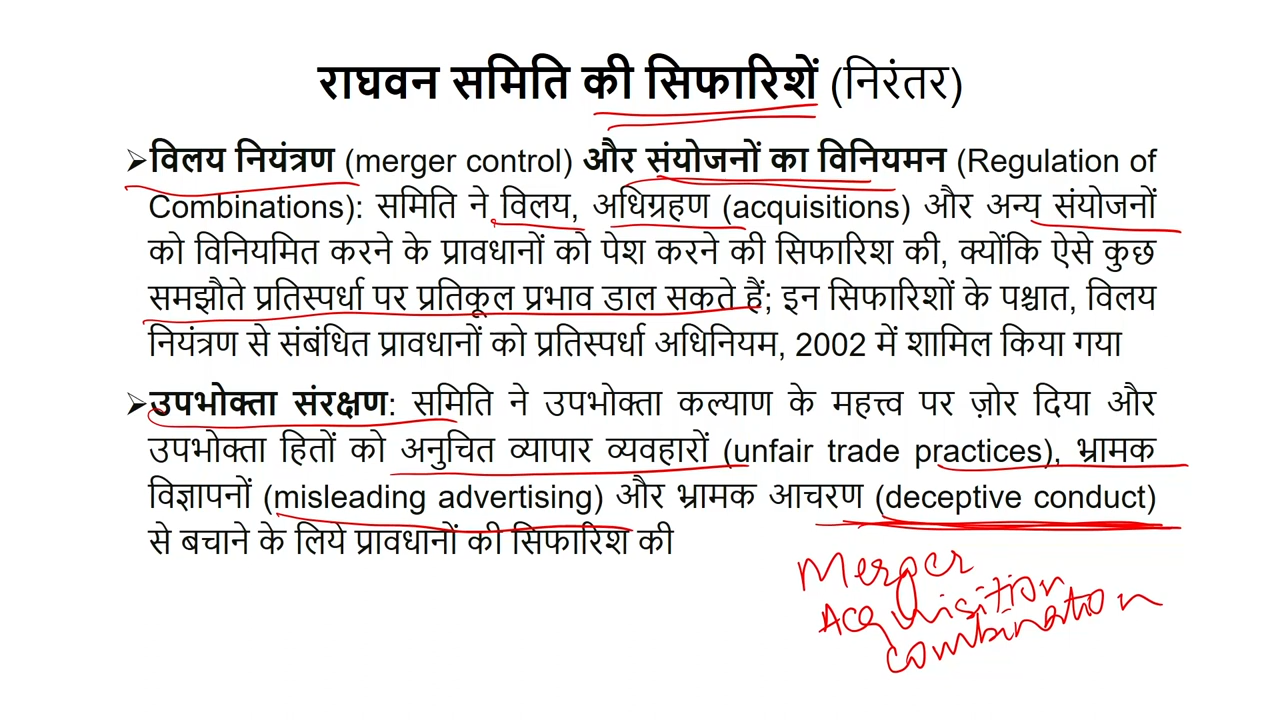 राघवन समिति की सिफारिशें (निरंतर)
➢विलय नियंत्रण (merger control) और संयोजनों का विनियमन (Regulation of
Combinations): समिति ने विलय, अधिग्रहण (acquisitions) और अन्य संयोजनों
को विनियमित करने के प्रावधानों को पेश करने की सिफारिश की, क्योंकि ऐसे कुछ
समझौते प्रतिस्पर्धा पर प्रतिकूल प्रभाव डाल सकते हैं; इन सिफारिशों के पश्चात, विलय
नियंत्रण से संबंधित प्रावधानों को प्रतिस्पर्धा अधिनियम, 2002 में शामिल किया गया
➢उपभोक्ता संरक्षण: समिति ने उपभोक्ता कल्याण के महत्त्व पर ज़ोर दिया और
उपभोक्ता हितों को अनुचित व्यापार व्यवहारों (unfair trade practices), भ्रामक
विज्ञापनों (misleading advertising) और भ्रामक आचरण (deceptive conduct)
से बचाने के लिये प्रावधानों की सिफारिश की
Merger
Acquisition
combination